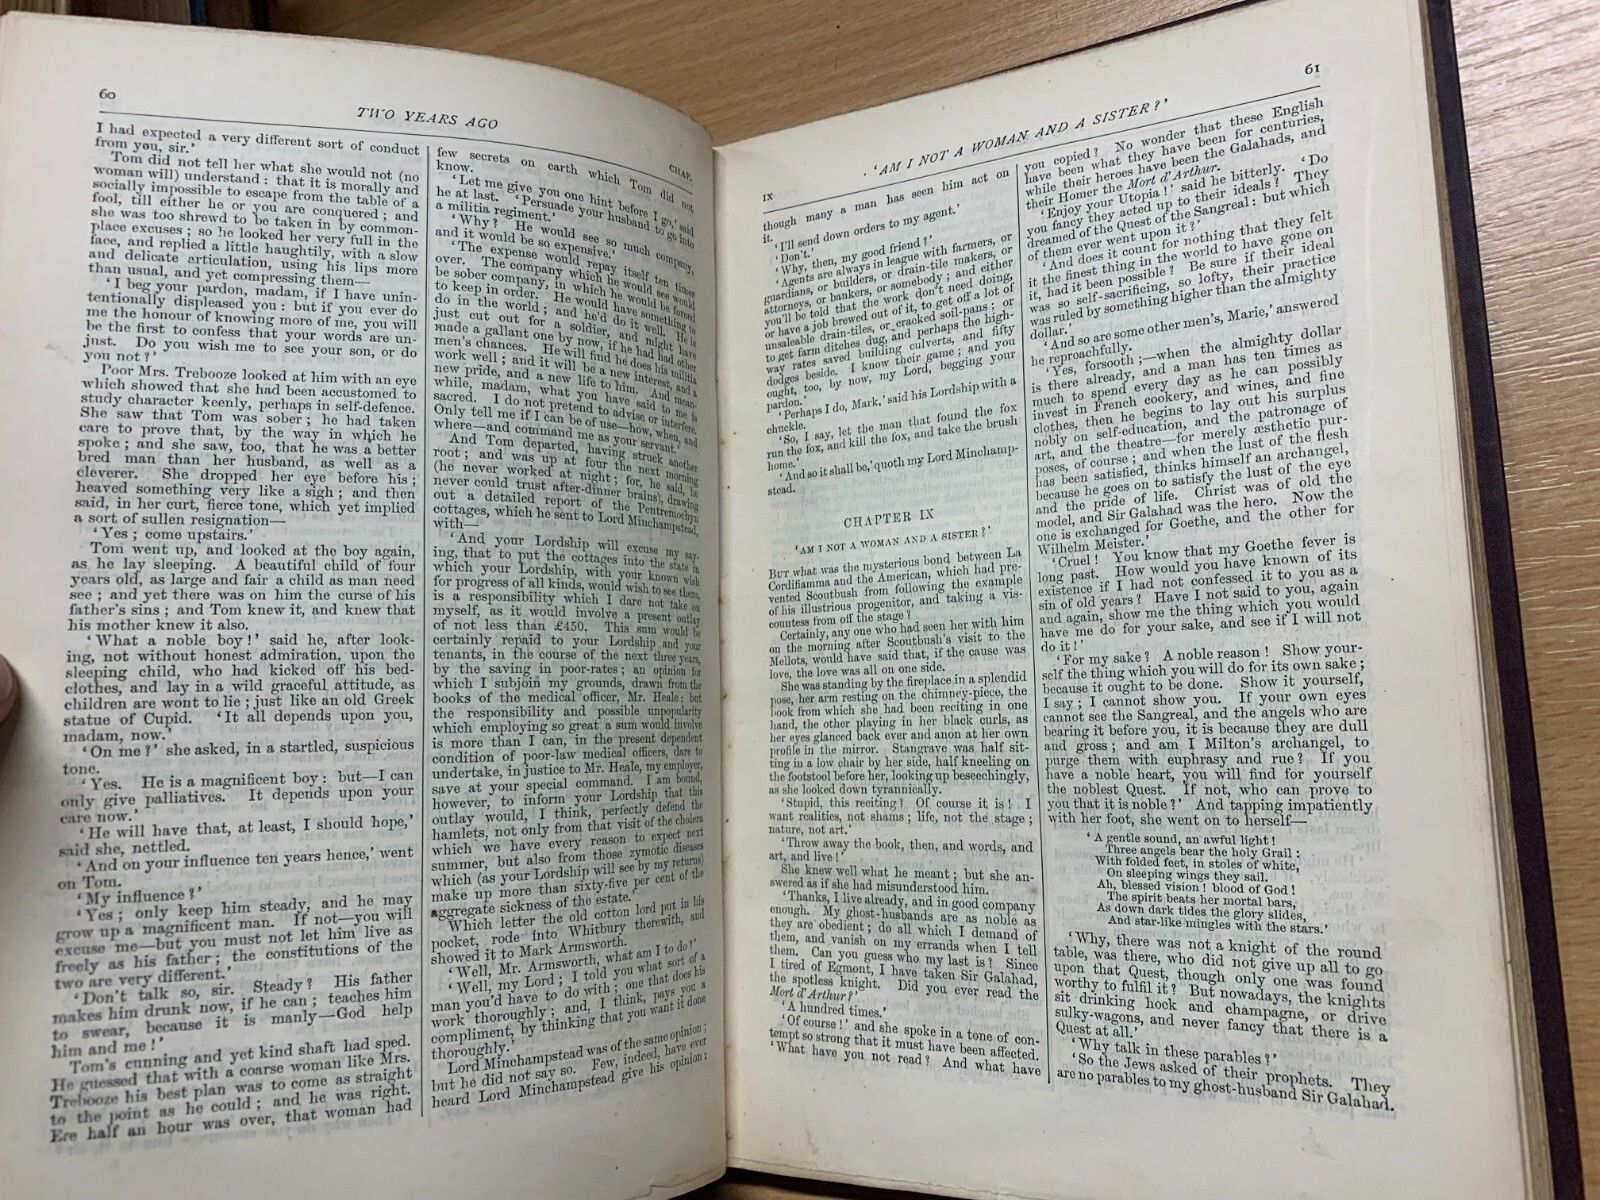 60
TWO YEARS AGO
CHAP.
I had expected a very different sort of conduct
from you, sir.'
Tom did not tell her what she would not (no
woman will) understand: that it is morally and
socially impossible to escape from the table of a
fool, till either he or you are conquered; and
she was too shrewd to be taken in by common-
place excuses; so he looked her very full in the
face, and replied a little haughtily, with a slow
and delicate articulation, using his lips more
than usual, and yet compressing them—
'I beg your pardon, madam, if I have unin-
tentionally displeased you: but if you ever do
me the honour of knowing more of me, you will
be the first to confess that your words are un-
just. Do you wish me to see your son, or do
you not?'
Poor Mrs. Trebooze looked at him with an eye
which showed that she had been accustomed to
study character keenly, perhaps in self-defence.
She saw that Tom was sober; he had taken
care to prove that, by the way in which he
spoke; and she saw, too, that he was a better
bred man than her husband, as well as a
cleverer. She dropped her eye before his;
heaved something very like a sigh; and then
said, in her curt, fierce tone, which yet implied
a sort of sullen resignation—
'Yes; come upstairs.'
Tom went up, and looked at the boy again,
as he lay sleeping. A beautiful child of four
years old, as large and fair a child as man need
see; and yet there was on him the curse of his
father's sins; and Tom knew it, and knew that
his mother knew it also.
'What a noble boy!' said he, after look-
ing, not without honest admiration, upon the
sleeping child, who had kicked off his bed-
clothes, and lay in a wild graceful attitude, as
children are wont to lie; just like an old Greek
statue of Cupid. 'It all depends upon you,
madam, now.'
'On me?' she asked, in a startled, suspicious
tone.
'Yes. He is a magnificent boy: but—I can
only give palliatives. It depends upon your
care now.'
'He will have that, at least, I should hope,'
said she, nettled.
'And on your influence ten years hence,' went
on Tom.
'My influence?'
'Yes; only keep him steady, and he may
grow up a magnificent man. If not—you will
excuse me—but you must not let him live as
freely as his father; the constitutions of the
two are very different.'
'Don't talk so, sir. Steady? His father
makes him drunk now, if he can; teaches him
to swear, because it is manly—God help
him and me!'
Tom's cunning and yet kind shaft had sped.
He guessed that with a coarse woman like Mrs.
Trebooze his best plan was to come as straight
to the point as he could; and he was right.
Ere half an hour was over, that woman had
few secrets on earth which Tom did not
know.
'Let me give you one hint before I go,' said
he at last. 'Persuade your husband to go into
a militia regiment.'
'Why? He would see so much company,
and it would be so expensive.'
'The expense would repay itself ten times
over. The company which he would see would
be sober company, in which he would be forced
to keep in order. He would have something to
do in the world; and he'd do it well. He is
just cut out for a soldier, and might have
made a gallant one by now, if he had had other
men's chances. He will find he does his militia
work well; and it will be a new interest, and a
new pride, and a new life to him. And mean-
while, madam, what you have said to me is
sacred. I do not pretend to advise or interfere.
Only tell me if I can be of use—how, when, and
where—and command me as your servant.'
And Tom departed, having struck another
root; and was up at four the next morning
(he never worked at night; for, he said, he
never could trust after-dinner brains), drawing
out a detailed report of the Pentremochyn
cottages, which he sent to Lord Minchampstead,
with—
'And your Lordship will excuse my say-
ing, that to put the cottages into the state in
which your Lordship, with your known wish
for progress of all kinds, would wish to see them,
is a responsibility which I dare not take on
myself, as it would involve a present outlay
of not less than £450. This sum would be
certainly repaid to your Lordship and your
tenants, in the course of the next three years,
by the saving in poor-rates; an opinion for
which I subjoin my grounds, drawn from the
books of the medical officer, Mr. Heale: but
the responsibility and possible unpopularity
which employing so great a sum would involve
is more than I can, in the present dependent
condition of poor-law medical officers, dare to
undertake, in justice to Mr. Heale, my employer,
save at your special command. I am bound,
however, to inform your Lordship that this
outlay would, I think, perfectly defend the
hamlets, not only from that visit of the cholera
which we have every reason to expect next
summer, but also from those zymotic diseases
which (as your Lordship will see by my returns)
make up more than sixty-five per cent of the
aggregate sickness of the estate.'
Which letter the old cotton lord put in his
pocket, rode into Whitbury therewith, and
showed it to Mark Armsworth.
'Well, Mr. Armsworth, what am I to do?'
'Well, my Lord; I told you what sort of a
man you'd have to do with; one that does his
work thoroughly; and, I think, pays you a
compliment, by thinking that you want it done
thoroughly.'
Lord Minchampstead was of the same opinion;
but he did not say so. Few, indeed, have ever
heard Lord Minchampstead give his opinion:
61
'AM I NOT A WOMAN AND A SISTER?'
IX
though many a man has seen him act on
it.
'I'll send down orders to my agent.'
'Don't.'
'Why, then, my good friend?'
'Agents are always in league with farmers, or
guardians, or builders, or drain-tile makers, or
attorneys, or bankers, or somebody; and either
you'll be told that the work don't need doing,
or have a job brewed out of it, to get off a lot of
unsaleable drain-tiles, or cracked soil-pans; or
to get farm ditches dug, and perhaps the high-
way rates saved building culverts, and fifty
dodges beside. I know their game; and you
ought, too, by now, my Lord, begging your
pardon.'
'Perhaps I do, Mark,' said his Lordship with a
chuckle.
'So, I say, let the man that found the fox
run the fox, and kill the fox, and take the brush
home.'
'And so it shall be,' quoth my Lord Minchamp-
stead.
CHAPTER IX
'AM I NOT A WOMAN AND A SISTER?'
BUT what was the mysterious bond between La
Cordifiamma and the American, which had pre-
vented Scoutbush from following the example
of his illustrious progenitor, and taking a vis-
countess from off the stage?
Certainly, any one who had seen her with him
on the morning after Scoutbush's visit to the
Mellots, would have said that, if the cause was
love, the love was all on one side.
She was standing by the fireplace in a splendid
pose, her arm resting on the chimney-piece, the
book from which she had been reciting in one
hand, the other playing in her black curls, as
her eyes glanced back ever and anon at her own
profile in the mirror. Stangrave was half sit-
ting in a low chair by her side, half kneeling on
the footstool before her, looking up beseechingly,
as she looked down tyrannically.
'Stupid, this reciting? Of course it is! I
want realities, not shams; life, not the stage;
nature, not art.'
'Throw away the book, then, and words, and
art, and live!'
She knew well what he meant; but she an-
swered as if she had misunderstood him.
'Thanks, I live already, and in good company
enough. My ghost-husbands are as noble as
they are obedient; do all which I demand of
them, and vanish on my errands when I tell
them. Can you guess who my last is? Since
I tired of Egmont, I have taken Sir Galahad,
the spotless knight. Did you ever read the
Mort d'Arthur?'
'A hundred times.'
'Of course!' and she spoke in a tone of con-
tempt so strong that it must have been affected.
'What have you not read? And what have
you copied? No wonder that these English
have been what they have been for centuries,
while their heroes have been the Galahads, and
their Homer the Mort d'Arthur.'
'Enjoy your Utopia!' said he bitterly. 'Do
you fancy they acted up to their ideals? They
dreamed of the Quest of the Sangreal: but which
of them ever went upon it?'
'And does it count for nothing that they felt
it the finest thing in the world to have gone on
it, had it been possible? Be sure if their ideal
was so self-sacrificing, so lofty, their practice
was ruled by something higher than the almighty
dollar.'
'And so are some other men's, Marie,' answered
he reproachfully.
'Yes, forsooth;—when the almighty dollar
is there already, and a man has ten times as
much to spend every day as he can possibly
invest in French cookery, and wines, and fine
clothes, then he begins to lay out his surplus
nobly on self-education, and the patronage of
art, and the theatre—for merely æsthetic pur-
poses, of course; and when the lust of the flesh
has been satisfied, thinks himself an archangel,
because he goes on to satisfy the lust of the eye
and the pride of life. Christ was of old the
model, and Sir Galahad was the hero. Now the
one is exchanged for Goethe, and the other for
Wilhelm Meister.'
'Cruel! You know that my Goethe fever is
long past. How would you have known of its
existence if I had not confessed it to you as a
sin of old years? Have I not said to you, again
and again, show me the thing which you would
have me do for your sake, and see if I will not
do it!'
'For my sake? A noble reason! Show your-
self the thing which you will do for its own sake;
because it ought to be done. Show it yourself,
I say; I cannot show you. If your own eyes
cannot see the Sangreal, and the angels who are
bearing it before you, it is because they are dull
and gross; and am I Milton's archangel, to
purge them with euphrasy and rue? If you
have a noble heart, you will find for yourself
the noblest Quest. If not, who can prove to
you that it is noble?' And tapping impatiently
with her foot, she went on to herself—
'A gentle sound, an awful light!
Three angels bear the holy Grail:
With folded feet, in stoles of white,
On sleeping wings they sail.
Ah, blessed vision! blood of God!
The spirit beats her mortal bars,
As down dark tides the glory slides,
And star-like mingles with the stars.'
'Why, there was not a knight of the round
table, was there, who did not give up all to go
upon that Quest, though only one was found
worthy to fulfil it? But nowadays, the knights
sit drinking hock and champagne, or drive
sulky-wagons, and never fancy that there is a
Quest at all.'
'Why talk in these parables?'
'So the Jews asked of their prophets. They
are no parables to my ghost-husband Sir Galahad.